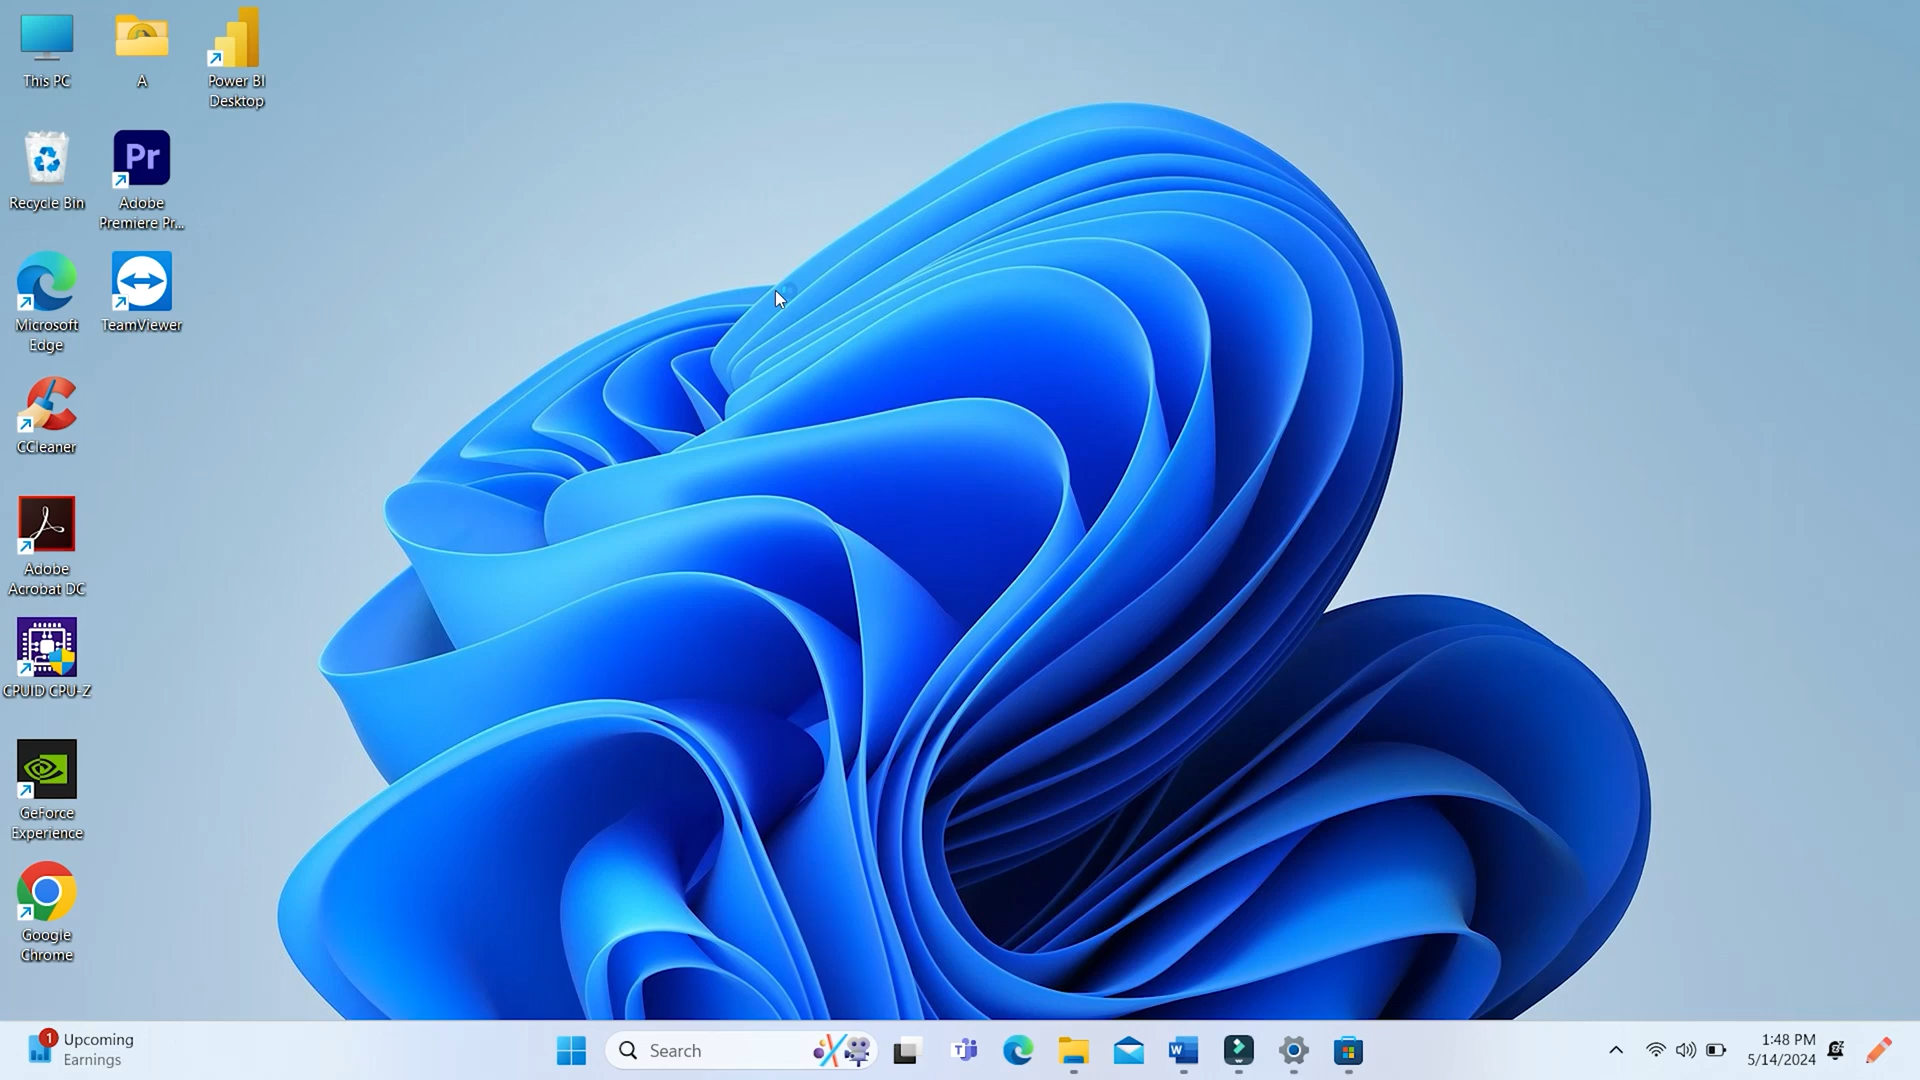 This PC
A
Power BI
Desktop
Recycle Bin
Pr
Adobe
Premiere Pr...
Microsoft
Edge
TeamViewer
CCleaner
Adobe
Acrobat DC
CPUID CPU-Z
GeForce
Experience
Google
Chrome
1
Upcoming
Earnings
Search
T
W
1:48 PM
5/14/2024